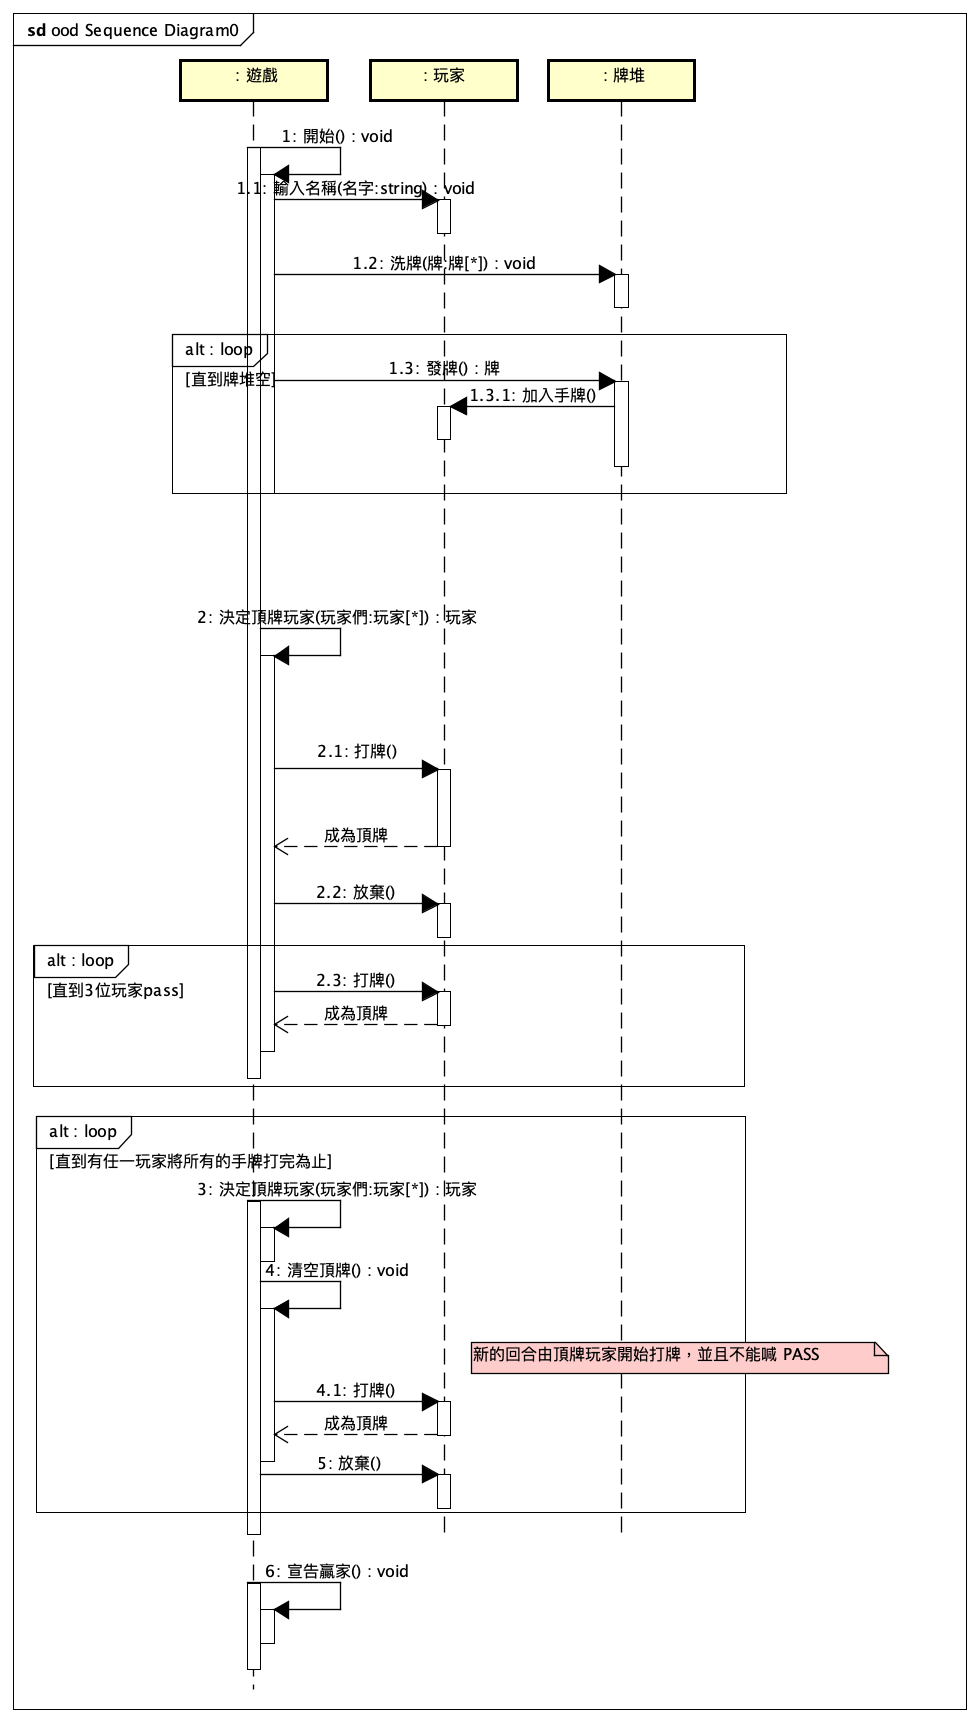 sd ood Sequence Diagram0
: 遊戲
: 玩家
: 牌堆
1: 開始() : void
1.1: 輸入名稱(名字:string) : void
1.2: 洗牌(牌:牌[*]) : void
alt : loop
1.3: 發牌() : 牌
[直到牌堆空]
1.3.1: 加入手牌()
2: 決定頂牌玩家(玩家們:玩家[*]) : 玩家
2.1: 打牌()
成為頂牌
2.2: 放棄()
alt : loop
2.3: 打牌()
[直到3位玩家pass]
成為頂牌
alt : loop
[直到有任一玩家將所有的手牌打完為止]
3: 決定頂牌玩家(玩家們:玩家[*]) : 玩家
4: 清空頂牌() : void
新的回合由頂牌玩家開始打牌，並且不能喊 PASS
4.1: 打牌()
成為頂牌
5: 放棄()
6: 宣告贏家() : void